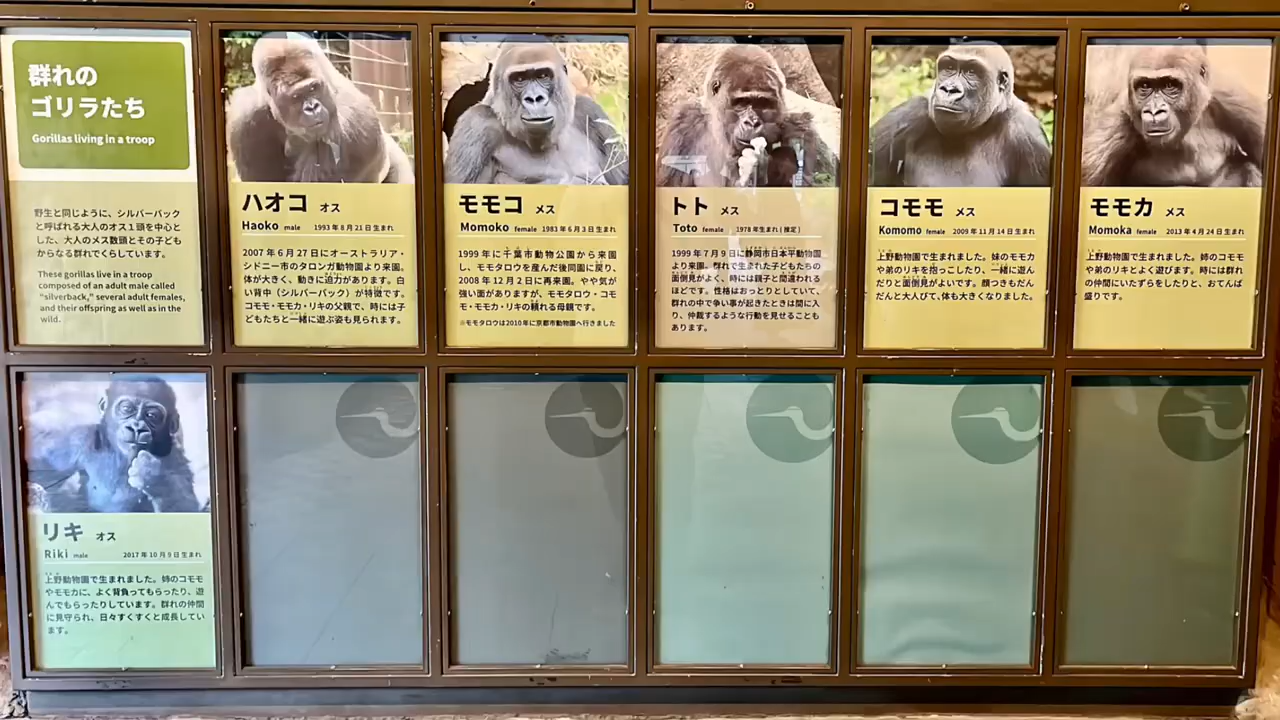 群れの
ゴリラたち
Gorillas living in a troop
野生と同じように、シルバーバック
と呼ばれる大人のオス1頭を中心と
した、大人のメス数頭とその子ども
からなる群れでくらしています。
These gorillas live in a troop
composed of an adult male called
“silverback,” several adult females,
and their offspring as well as in the
wild.
ハオコ オス
Haoko male 1993年8月21日生まれ
2007年6月27日にオーストラリア・
シドニー市のタロンガ動物園より来園。
体が大きく、動きに迫力があります。白
い背中（シルバーバック）が特徴です。
コモモ・モモカ・リキの父親で、時には子
どもたちと一緒に遊ぶ姿も見られます。
モモコ メス
Momoko female 1983年6月3日生まれ
1999年に千葉市動物公園から来園
し、モモタロウを産んだ後同園に戻り、
2008年12月2日に再来園。やや気が
強い面がありますが、モモタロウ・コモ
モ・モモカ・リキの頼れる母親です。
※モモタロウは2010年に京都市動物園へ行きました
トト メス
Toto female 1978年生まれ(推定)
1999年7月9日に静岡市日本平動物園
より来園。群れで生まれた子どもたちの
面倒見がよく、時には親子と間違われる
ほどです。性格はおっとりとしていて、
群れの中で争い事が起きたときは間に入
り、仲裁するような行動を見せることも
あります。
コモモ メス
Komomo female 2009年11月14日生まれ
上野動物園で生まれました。妹のモモカ
や弟のリキを抱っこしたり、一緒に遊ん
だりと面倒見がよいです。顔つきもだん
だんと大人びて、体も大きくなりました。
モモカ メス
Momoka female 2013年4月24日生まれ
上野動物園で生まれました。姉のコモモ
や弟のリキとよく遊びます。時には群れ
の仲間にいたずらをしたりと、おてんば
盛りです。
リキ オス
Riki male 2017年10月9日生まれ
上野動物園で生まれました。姉のコモモ
やモモカに、よく背負ってもらったり、遊
んでもらったりしています。群れの仲間
に見守られ、日々すくすくと成長してい
ます。